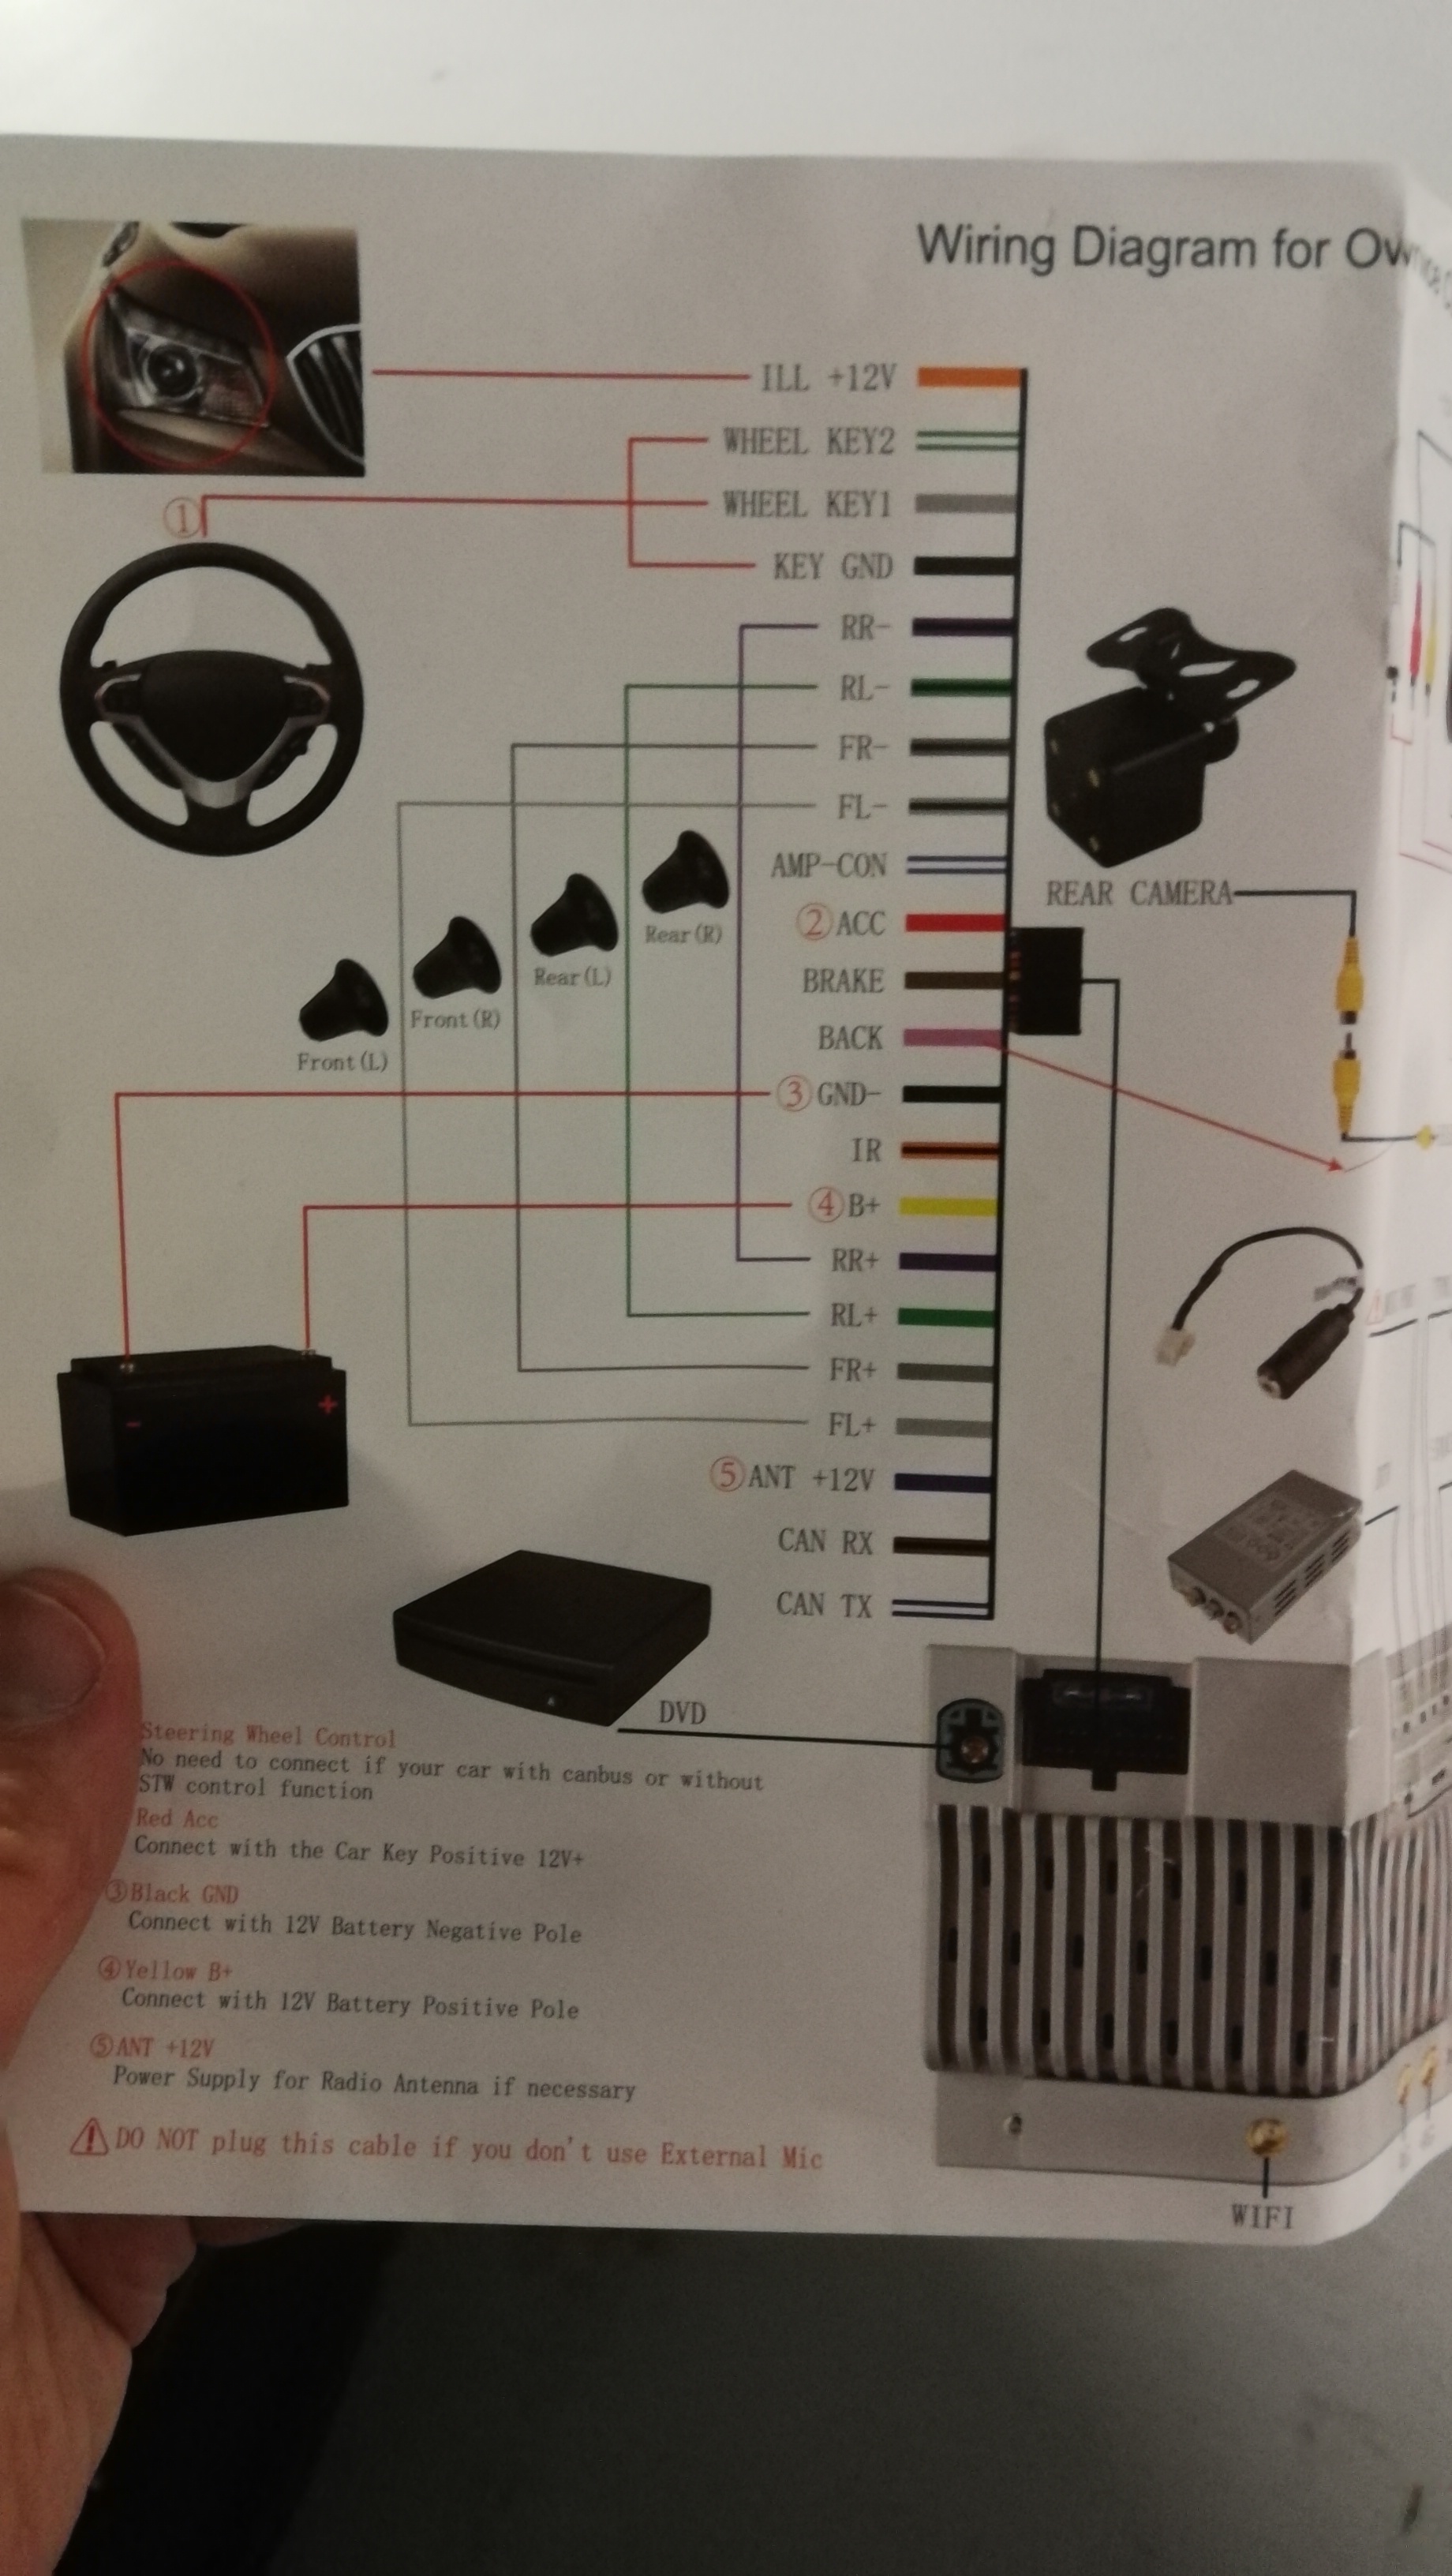 Wiring Diagram for Ow
ILL +12V
WHEEL KEY2
WHEEL KEY1
①
KEY GND
RR-
RL-
FR-
FL-
AMP-CON
REAR CAMERA
②ACC
Rear(R)
Rear(L)
BRAKE
Front(R)
BACK
Front(L)
③GND-
IR
④B+
RR+
RL+
FR+
- +
FL+
⑤ANT +12V
CAN RX
CAN TX
DVD
Steering Wheel Control
No need to connect if your car with canbus or without
STW control function
Red Acc
Connect with the Car Key Positive 12V+
③Black GND
Connect with 12V Battery Negative Pole
④Yellow B+
Connect with 12V Battery Positive Pole
⑤ANT +12V
Power Supply for Radio Antenna if necessary
DO NOT plug this cable if you don't use External Mic
WIFI